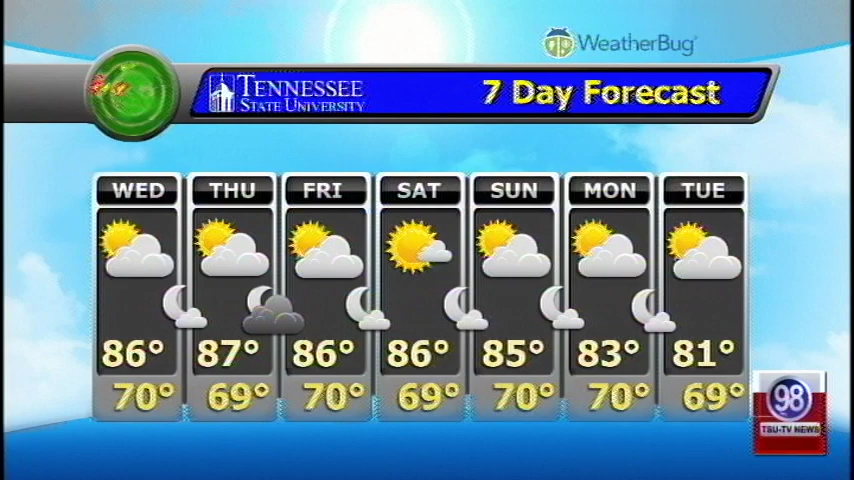 WeatherBug
TENNESSEE
STATE UNIVERSITY
7 Day Forecast
WED THU FRI SAT SUN MON TUE
86° 87° 86° 86° 85° 83° 81°
70° 69° 70° 69° 70° 70° 69°
98
TSU-TV NEWS